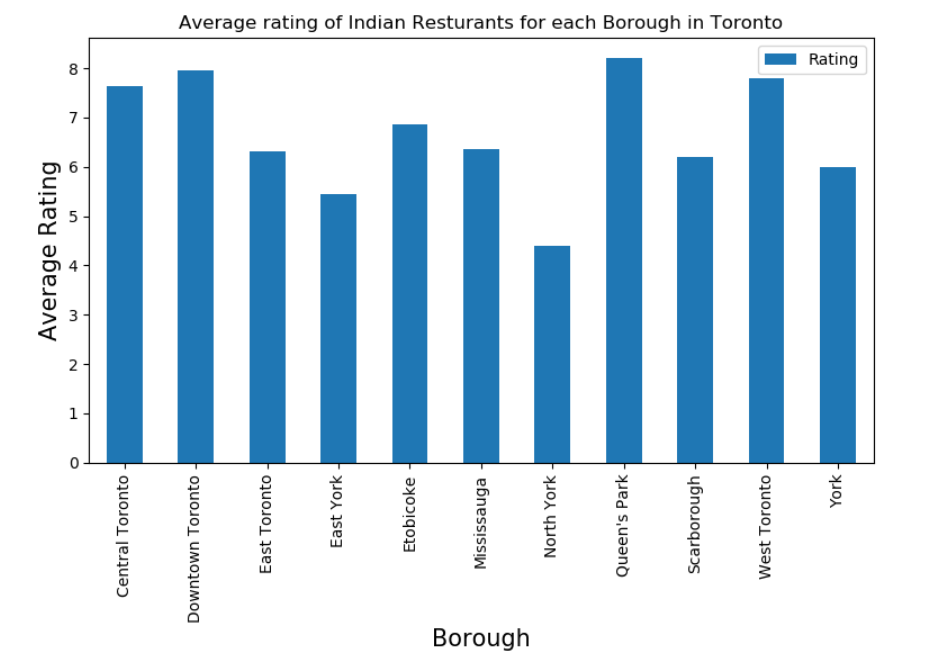 Average rating of Indian Resturants for each Borough in Toronto
Rating
Average Rating
8
7
6
5
4
3
2
1
0
Central Toronto
Downtown Toronto
East Toronto
East York
Etobicoke
Mississauga
North York
Queen's Park
Scarborough
West Toronto
York
Borough